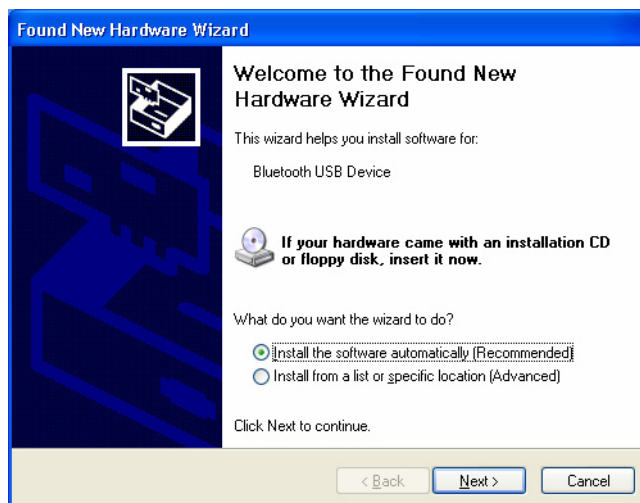 Found New Hardware Wizard
Welcome to the Found New
Hardware Wizard
This wizard helps you install software for:
Bluetooth USB Device
If your hardware came with an installation CD
or floppy disk, insert it now.
What do you want the wizard to do?
Install the software automatically (Recommended)
Install from a list or specific location (Advanced)
Click Next to continue.
< Back Next > Cancel